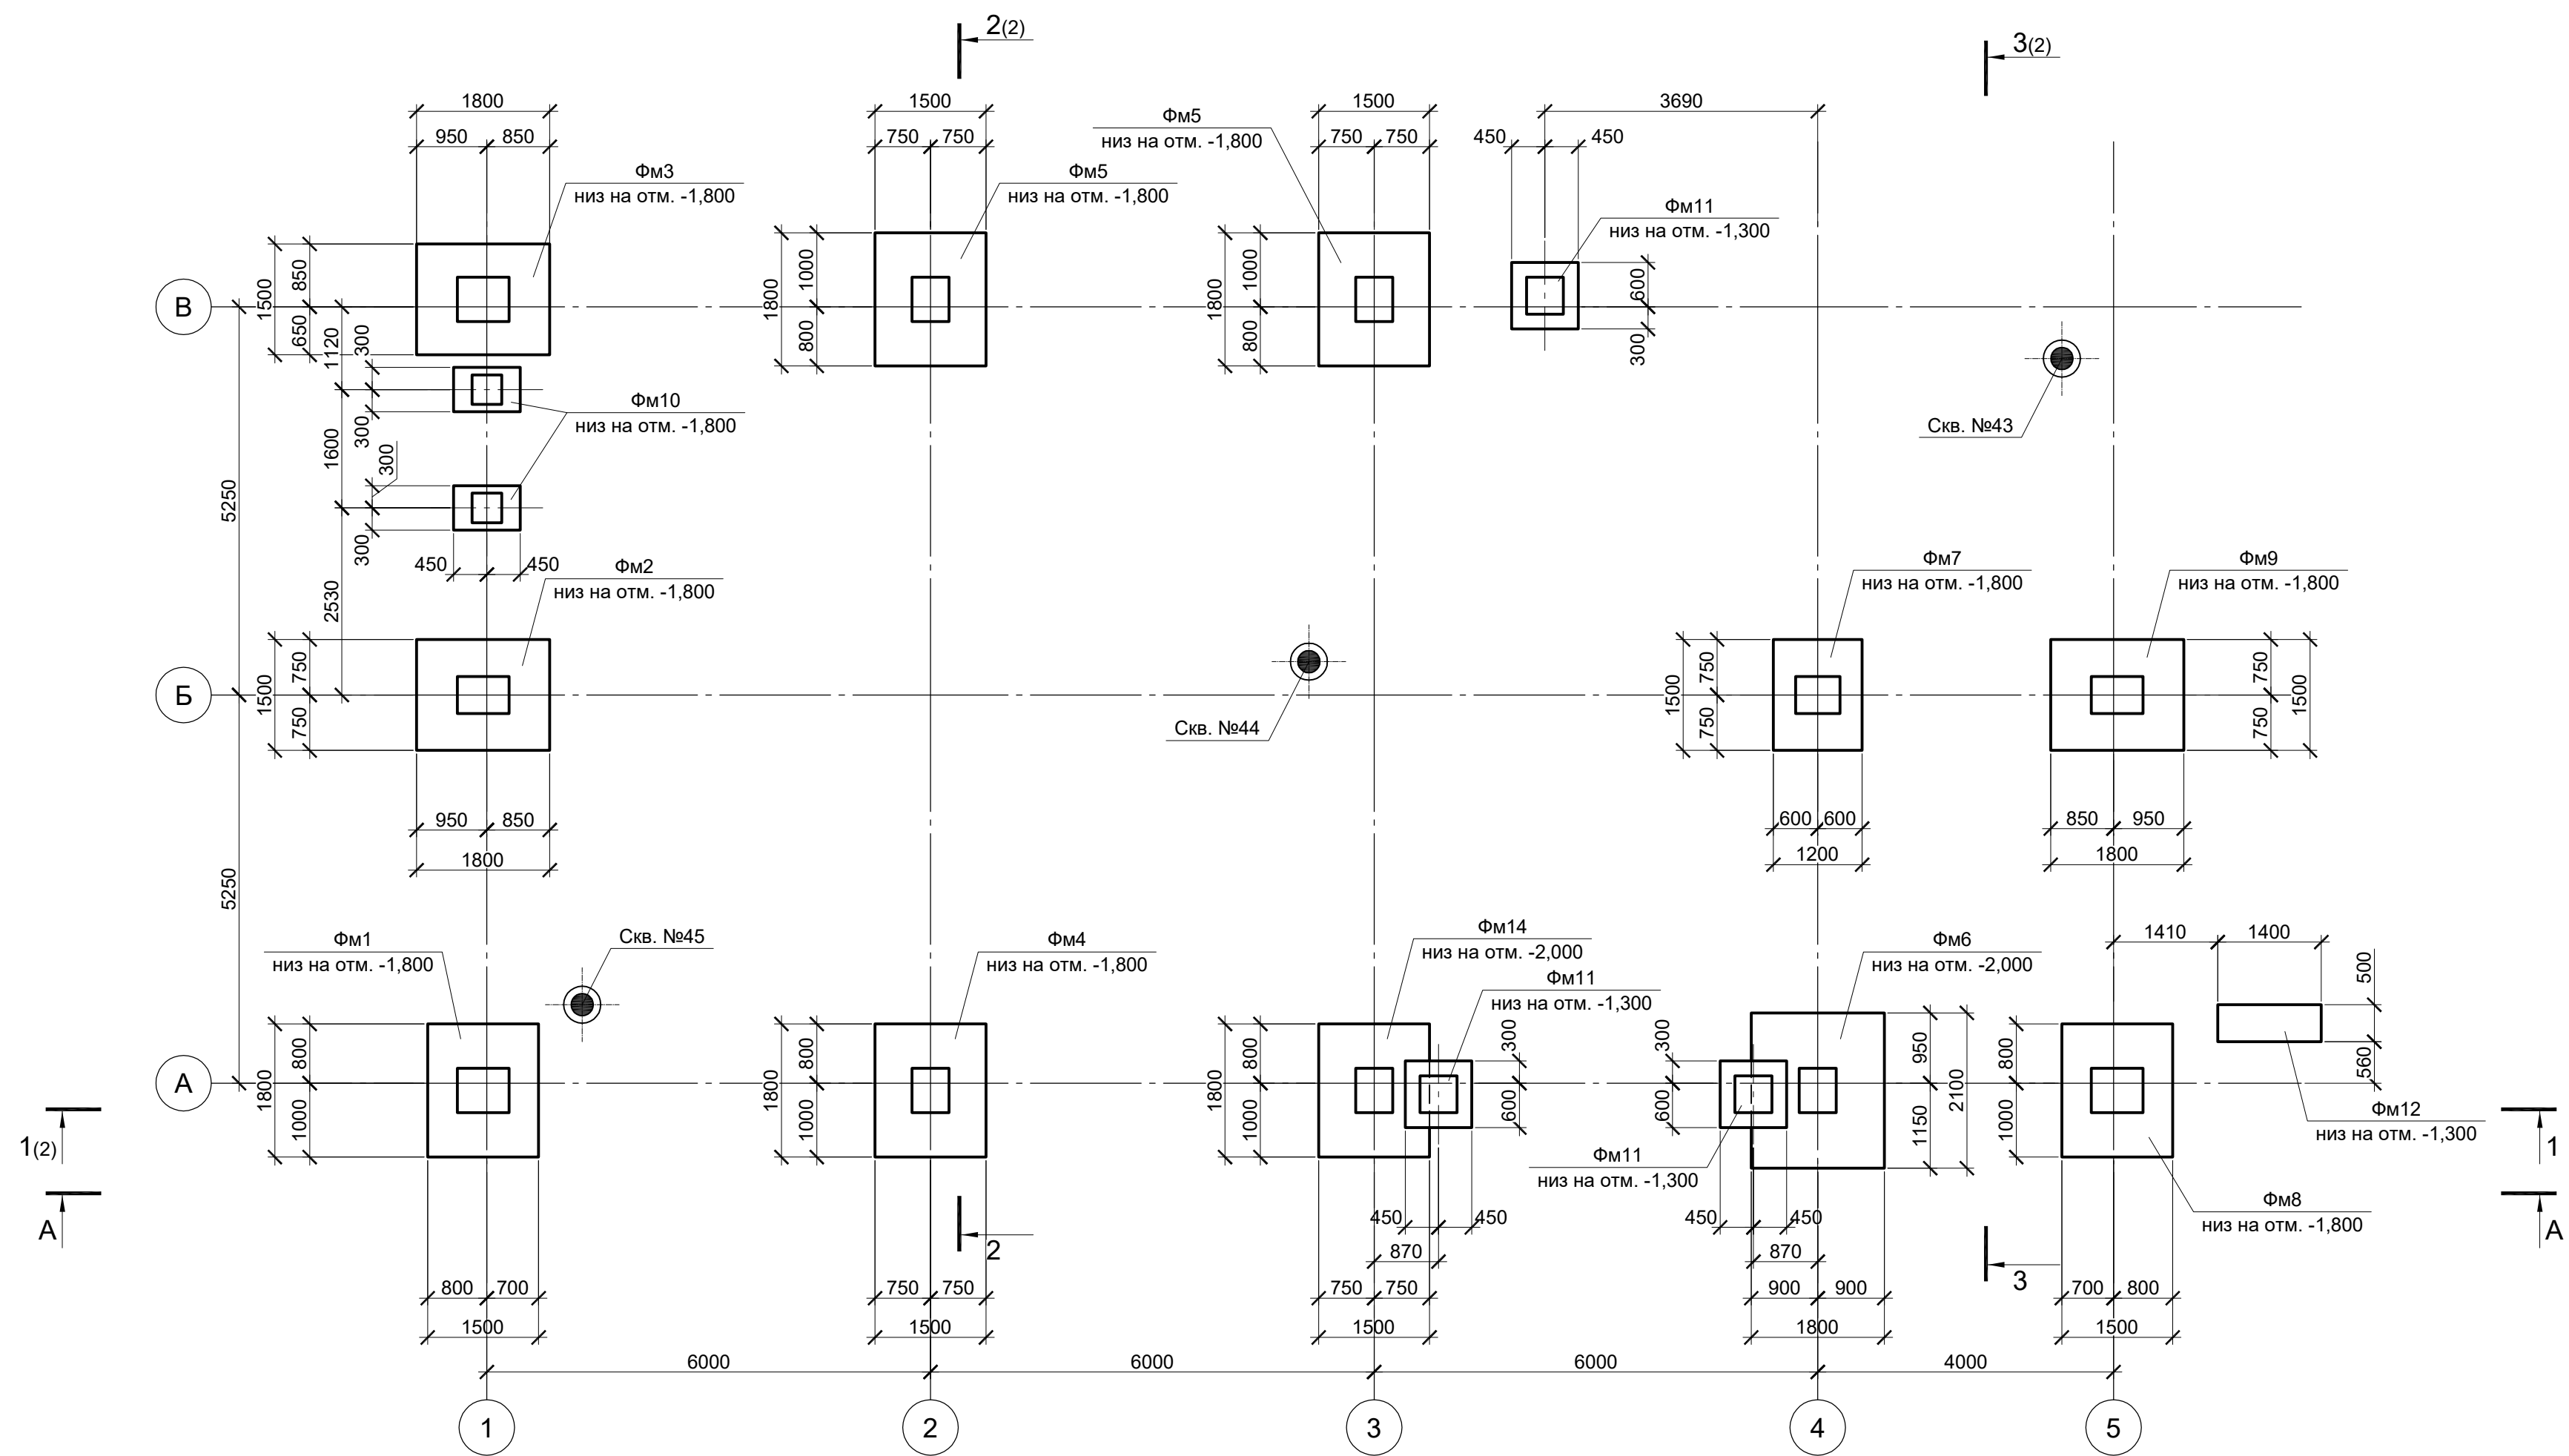 2(2)
3(2)
1800
1500
1500
3690
950 850
750 750
Фм5
низ на отм. -1,800
750 750
450 450
Фм3
низ на отм. -1,800
Фм5
низ на отм. -1,800
Фм11
низ на отм. -1,300
1500
850
650
1800
1000
800
1800
1000
800
600
300
В
1120
300
300
Фм10
низ на отм. -1,800
Скв. №43
1600
300
300
5250
450 450
2530
Фм2
низ на отм. -1,800
Фм7
низ на отм. -1,800
Фм9
низ на отм. -1,800
Б
1500
750
750
Скв. №44
1500
750
750
750
750
1500
950 850
1800
600 600
1200
850 950
1800
5250
Фм1
низ на отм. -1,800
Скв. №45
Фм4
низ на отм. -1,800
Фм14
низ на отм. -2,000
Фм11
низ на отм. -1,300
Фм6
низ на отм. -2,000
1410 1400
500
560
А
1800
800
1000
1800
800
1000
1800
800
1000
300
600
300
600
950
1150
2100
800
1000
Фм12
низ на отм. -1,300
1(2)
1
Фм11
низ на отм. -1,300
А
А
Фм8
низ на отм. -1,800
450 450
450 450
2
870
870
3
800 700
750 750
750 750
900 900
700 800
1500
1500
1500
1800
1500
6000
6000
6000
4000
1
2
3
4
5